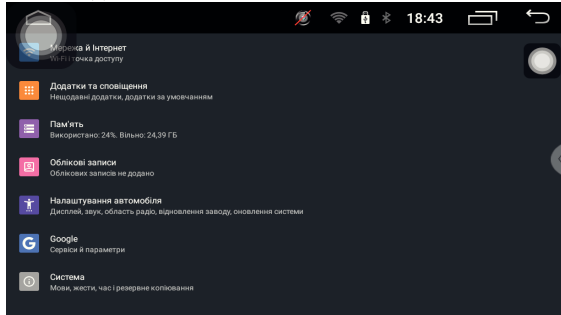 18:43
Мережа й Інтернет
Wi-Fi і точка доступу
Додатки та сповіщення
Нещодавні додатки, додатки за умовчанням
Пам'ять
Використано: 24%. Вільно: 24,39 ГБ
Облікові записи
Облікових записів не додано
Налаштування автомобіля
Дисплей, звук, область радіо, відновлення заводу, оновлення системи
G
Google
Сервіси й параметри
Система
Мови, жести, час і резервне копіювання